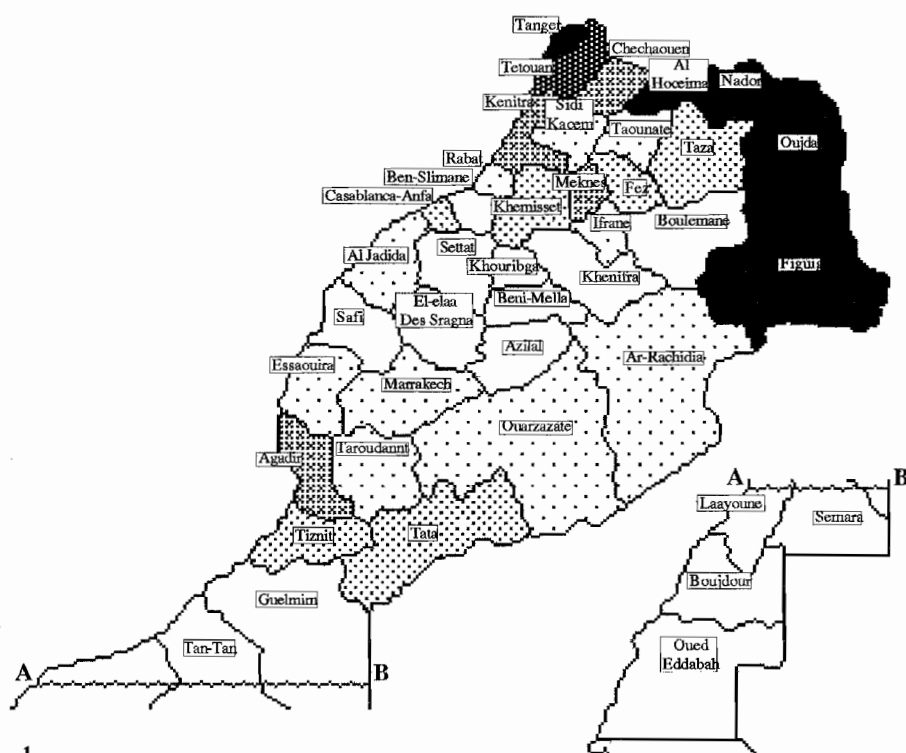 Tanger
Chechaouen
Tetouan
Al
Hoceima
Nador
Kenitra
Sidi
Kacem
Taounate
Taza
Oujda
Rabat
Ben-Slimane
Meknes
Fez
Casablanca-Anfa
Khemisset
Ifrane
Boulemane
Al Jadida
Settat
Khouribga
Khenifra
Figuig
El-elaa
Des Sragna
Beni-Mella
Safi
Azilal
Ar-Rachidia
Essaouira
Marrakech
Ouarzazate
Agadir
Taroudannt
Tiznit
Tata
Guelmim
Tan-Tan
A
B
A
B
Laayoune
Semara
Boujdour
Oued
Eddabah